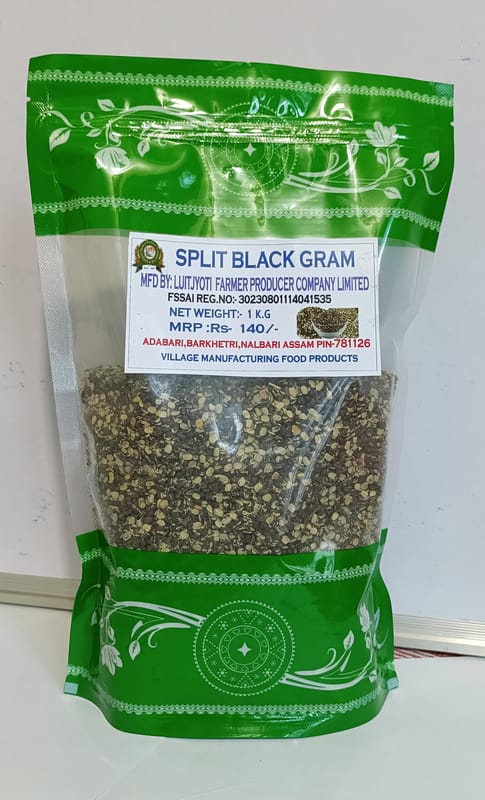 SPLIT BLACK GRAM
MFD BY: LUITJYOTI FARMER PRODUCER COMPANY LIMITED
FSSAI REG.NO:- 30230801114041535
NET WEIGHT:- 1 K.G
MRP :Rs- 140/-
ADABARI,BARKHETRI,NALBARI ASSAM PIN-781126
VILLAGE MANUFACTURING FOOD PRODUCTS